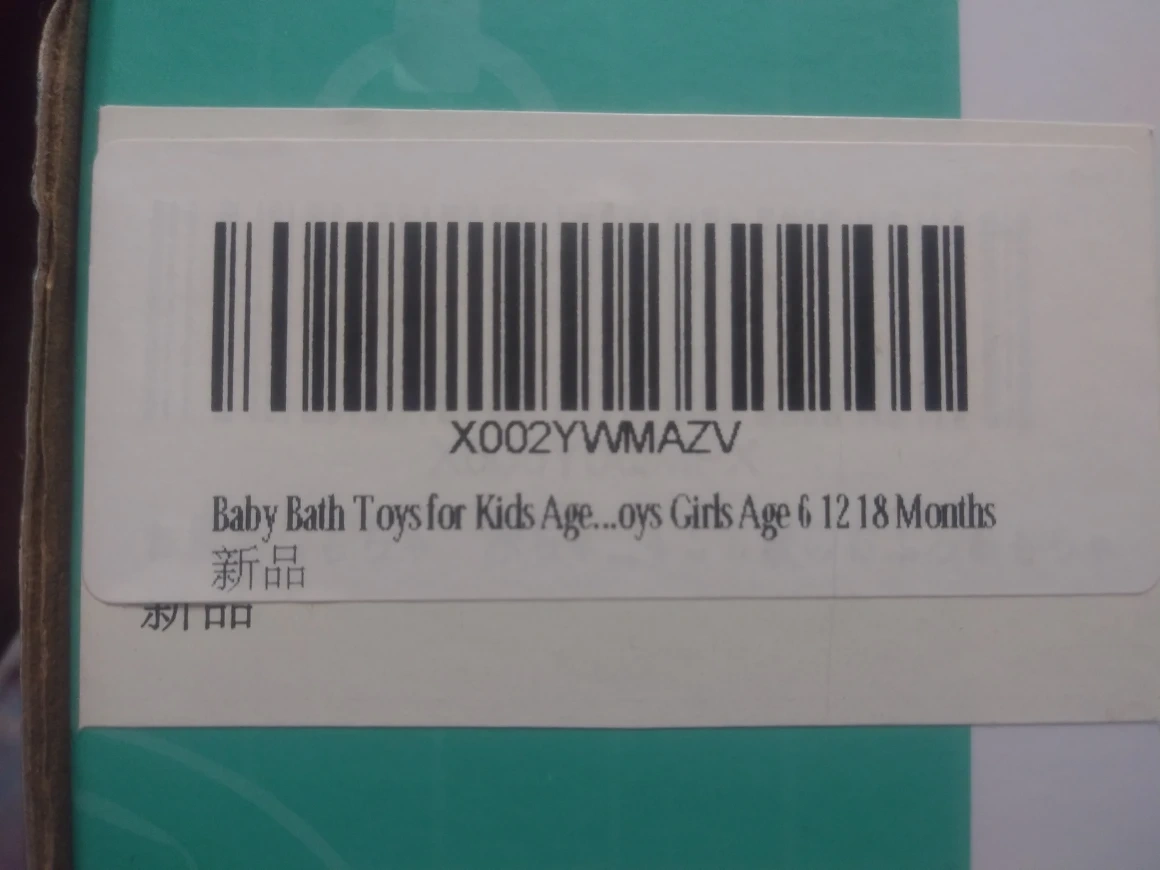 X002YWMAZV
Baby Bath Toys for Kids Age...oys Girls Age 6 12 18 Months
新品
新品